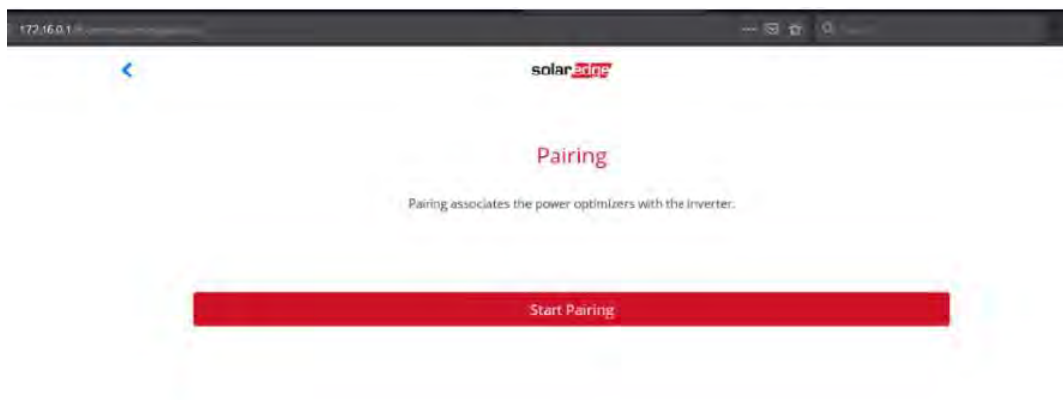 172.16.0.1
solaredge
Pairing
Pairing associates the power optimizers with the inverter.
Start Pairing